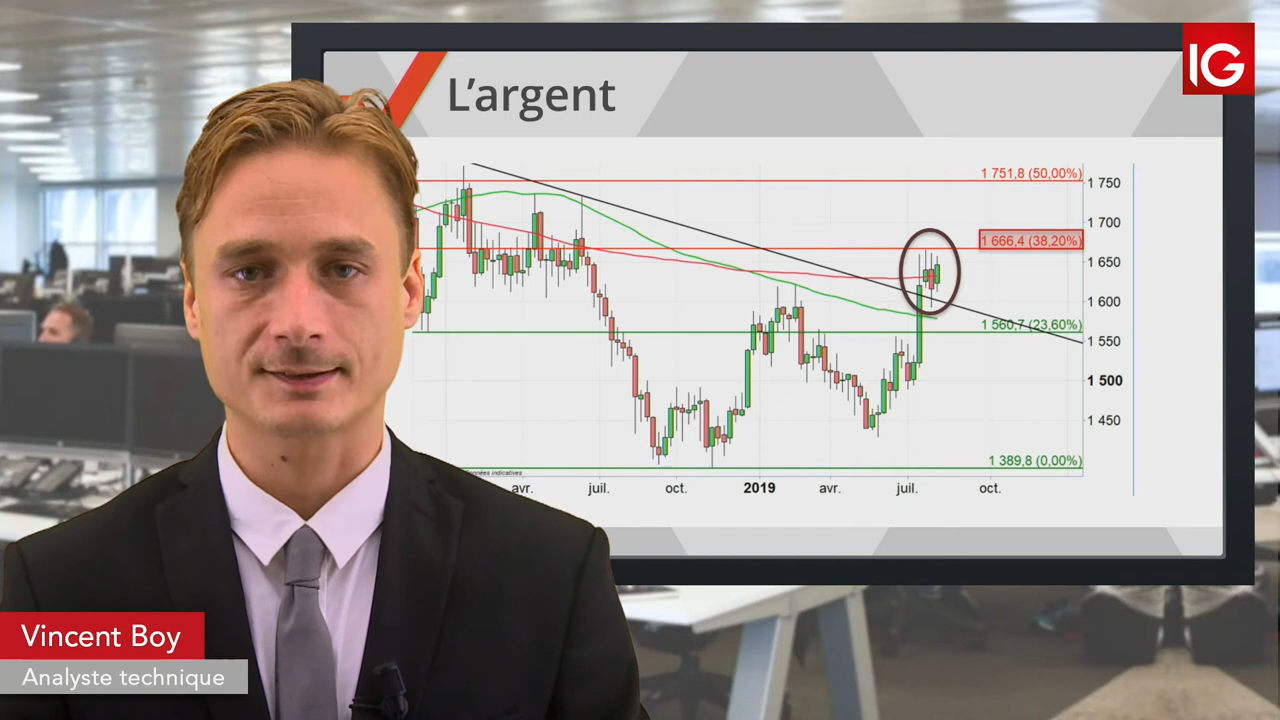 IG
L'argent
1 751,8 (50,00%)
1 750
1 700
1 666,4 (38,20%)
1 650
1 600
1 560,7 (23,60%)
1 550
1 500
1 450
1 389,8 (0,00%)
données indicatives
avr.
juil.
oct.
2019
avr.
juil.
oct.
Vincent Boy
Analyste technique